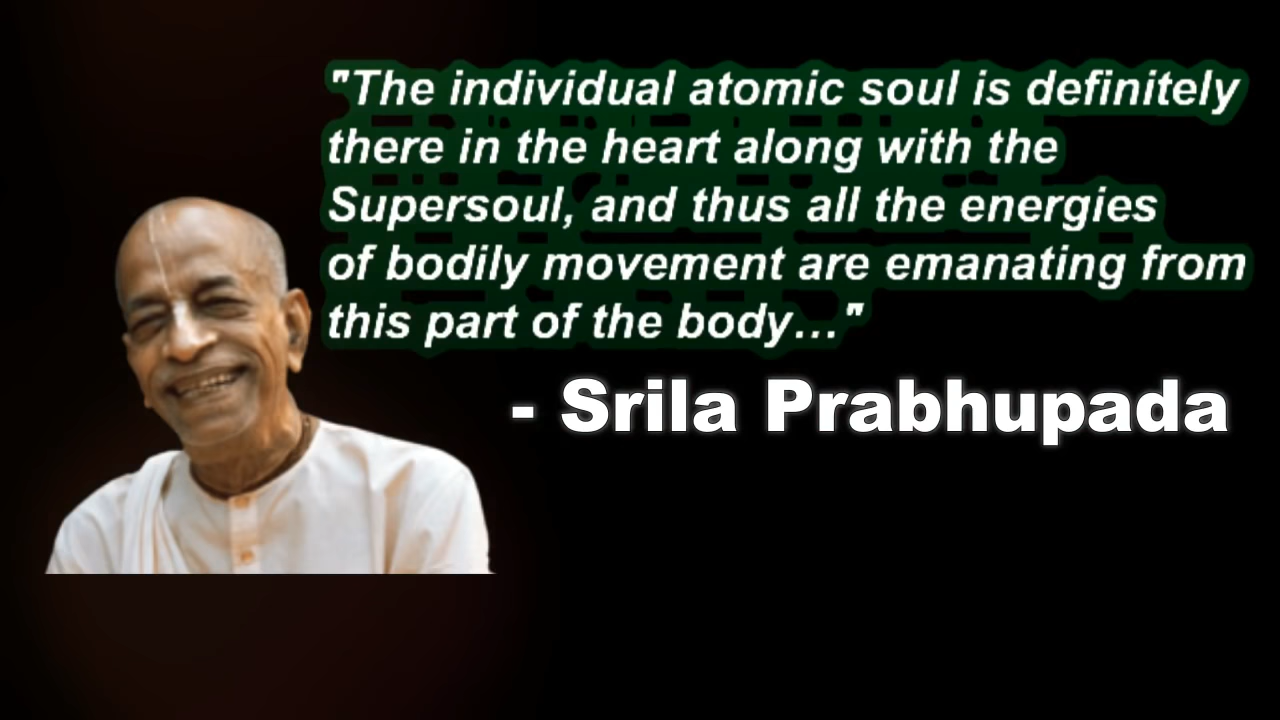 "The individual atomic soul is definitely
there in the heart along with the
Supersoul, and thus all the energies
of bodily movement are emanating from
this part of the body..."
- Srila Prabhupada